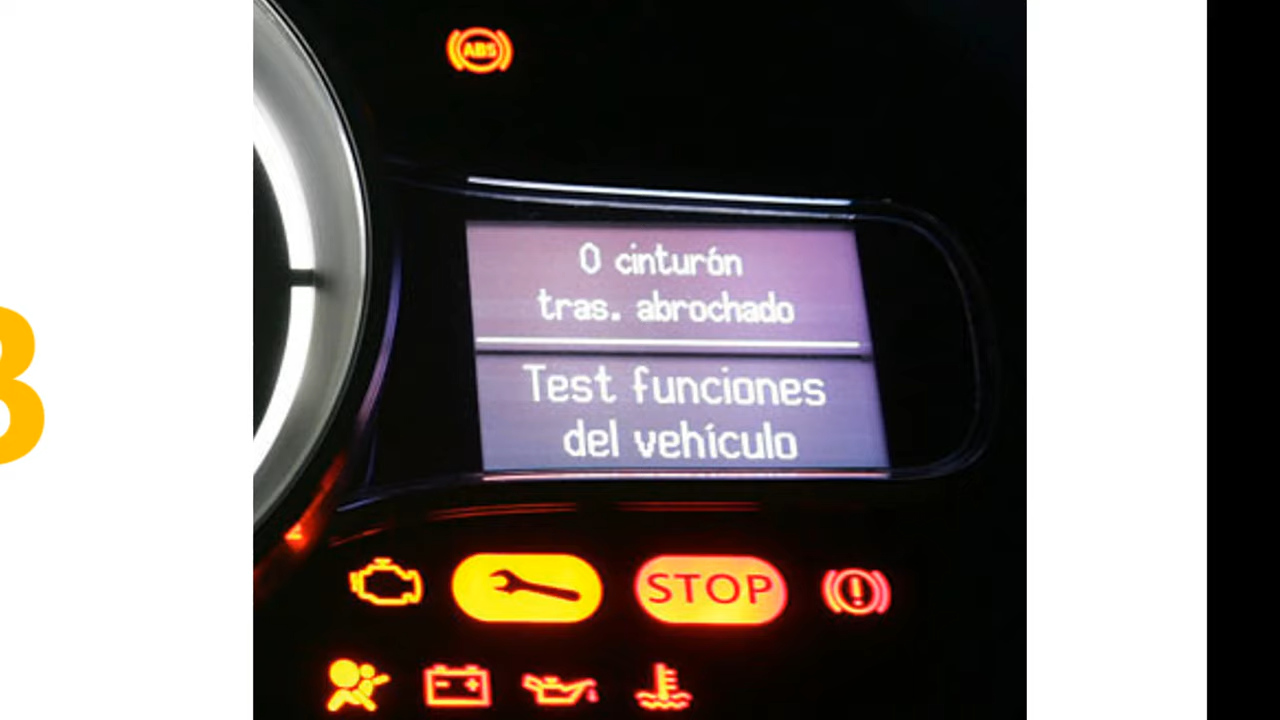 ABS
0 cinturón
tras. abrochado
Test funciones
del vehículo
STOP